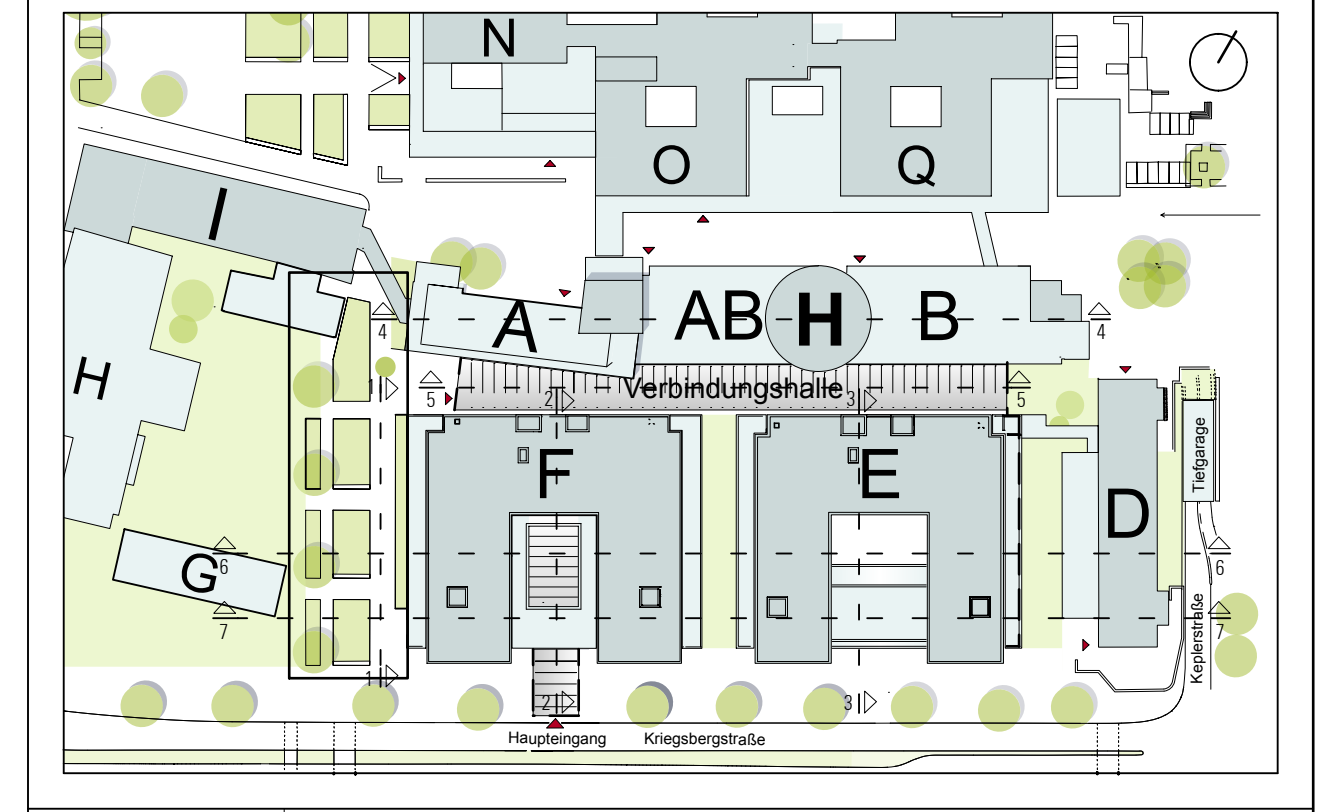 N
O
Q
I
A
AB
H
B
4
4
H
1
5
2
Verbindungshalle
3
5
F
E
D
Tiefgarage
G
6
6
7
7
Keplerstraße
1
2
3
Haupteingang
Kriegsbergstraße